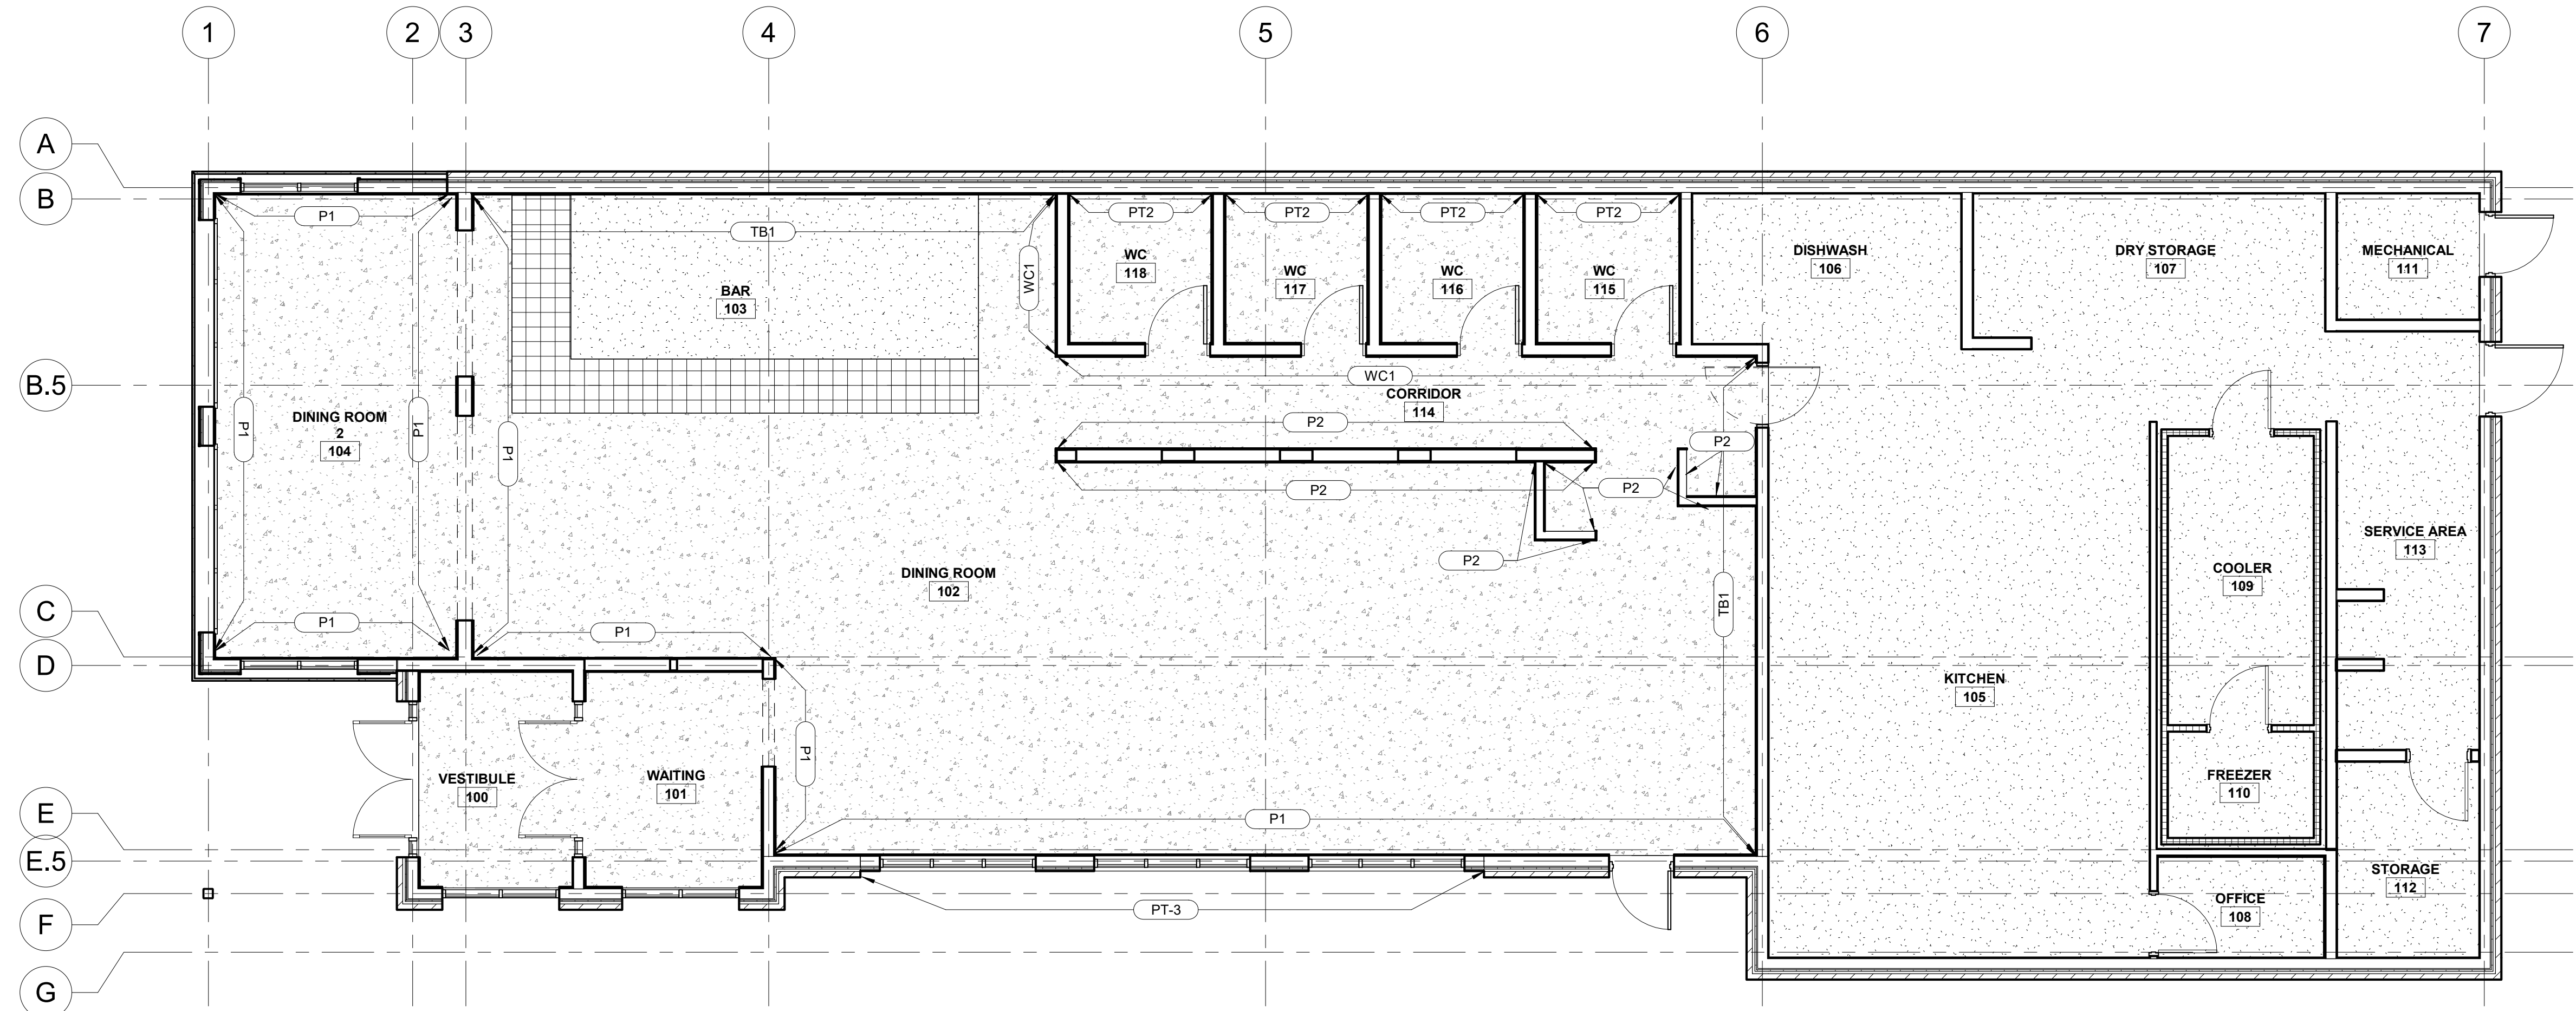 1
2
3
4
5
6
7
A
B
B.5
C
D
E
E.5
F
G
P1
TB1
PT2
PT2
PT2
PT2
WC1
WC
118
WC
117
WC
116
WC
115
DISHWASH
106
DRY STORAGE
107
MECHANICAL
111
BAR
103
WC1
CORRIDOR
114
DINING ROOM
2
104
P1
P1
P1
P2
P2
P2
P2
P2
SERVICE AREA
113
COOLER
109
DINING ROOM
102
TB1
P1
P1
KITCHEN
105
P1
VESTIBULE
100
WAITING
101
FREEZER
110
P1
STORAGE
112
OFFICE
108
PT-3